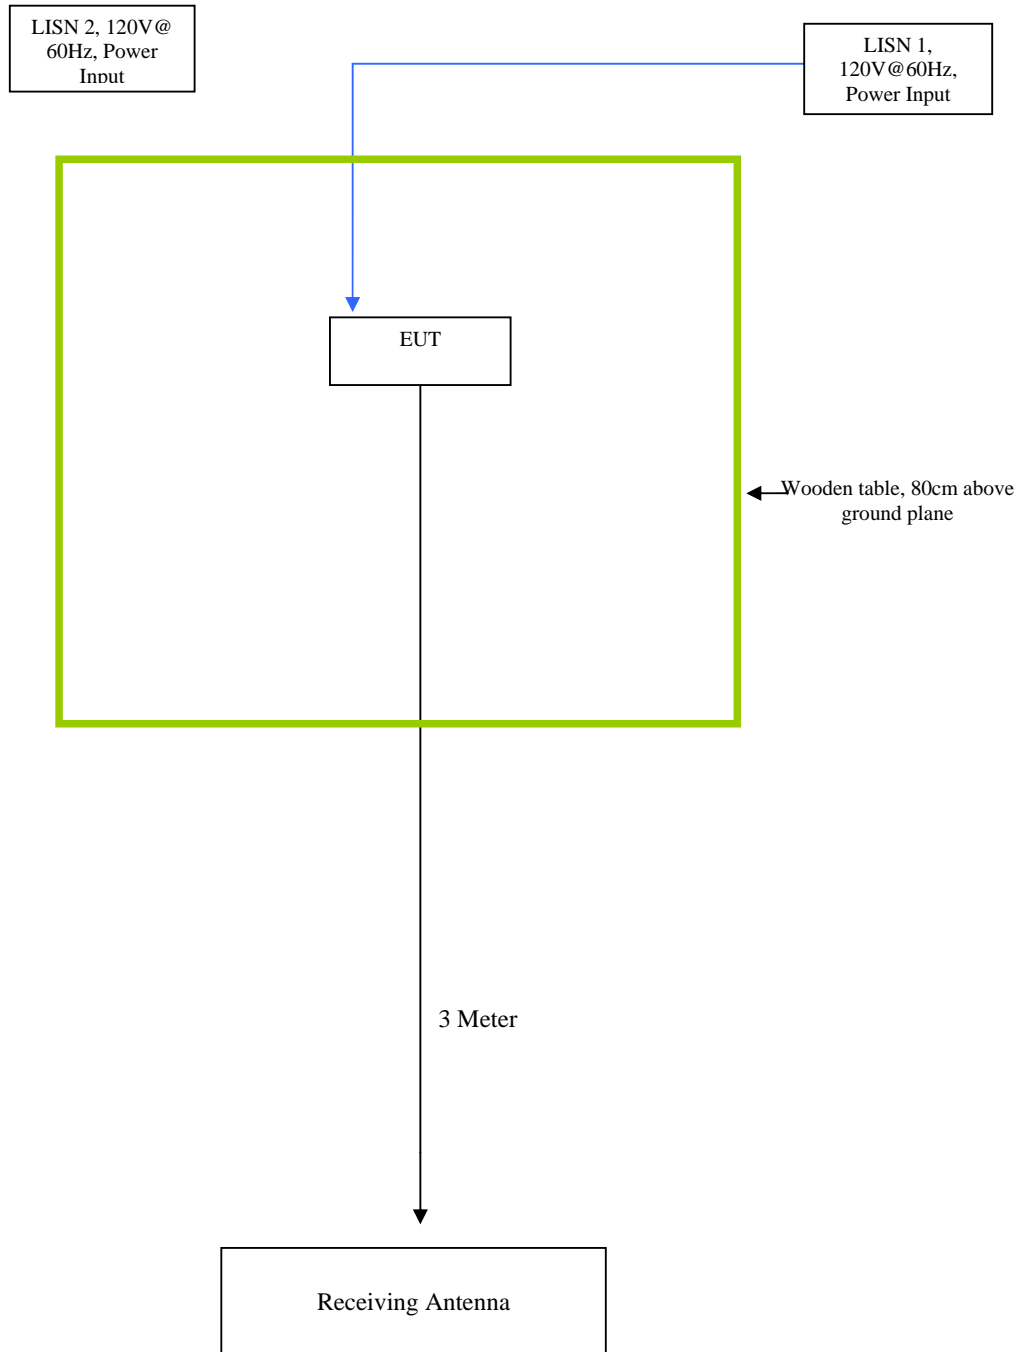 LISN 2, 120V@
60Hz, Power
Input
LISN 1,
120V@60Hz,
Power Input
EUT
Wooden table, 80cm above
ground plane
3 Meter
Receiving Antenna